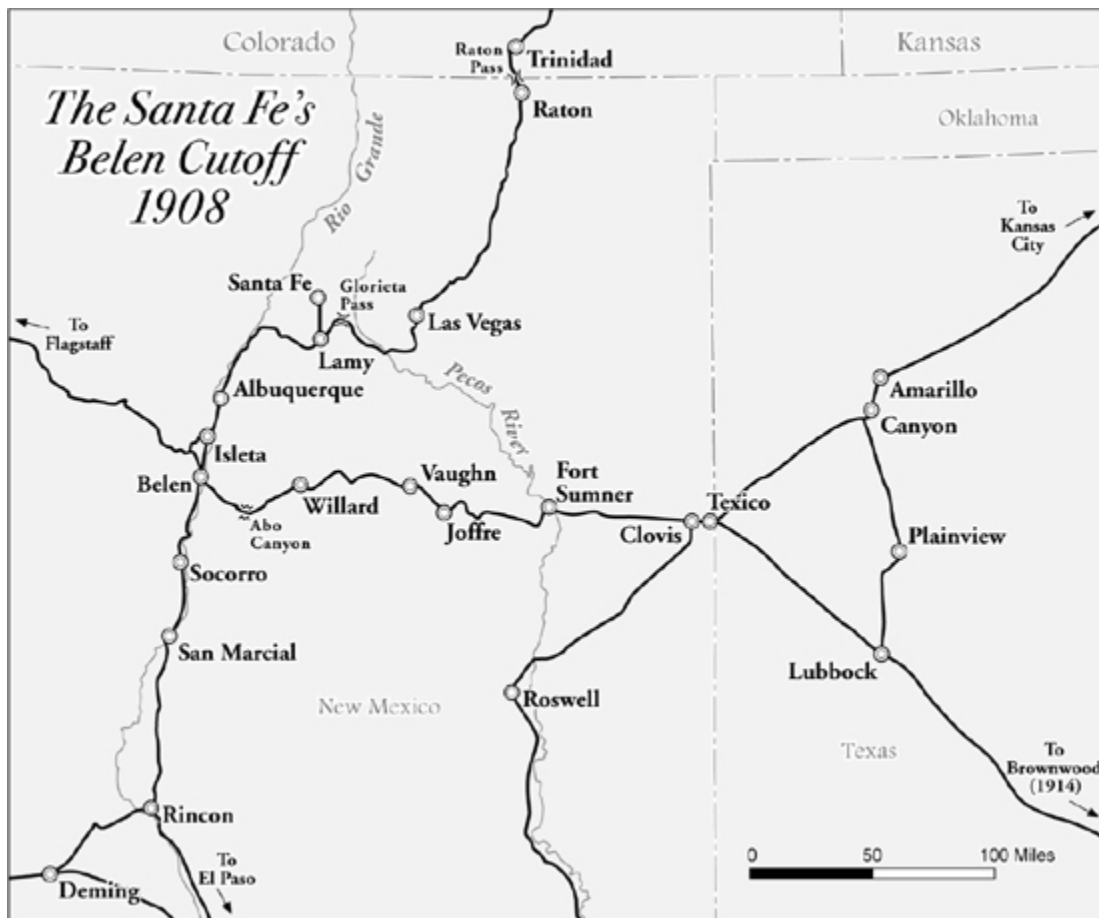 Colorado
Kansas
Raton
Pass
Trinidad
The Santa Fe's
Belen Cutoff
1908
Raton
Oklahoma
Rio Grande
To
Kansas
City
Santa Fe
Glorieta
Pass
Las Vegas
To
Flagstaff
Lamy
Pecos
River
Albuquerque
Amarillo
Canyon
Isleta
Belen
Vaughn
Fort
Sumner
Willard
Abo
Canyon
Joffre
Clovis
Texico
Plainview
Socorro
San Marcial
Lubbock
Roswell
New Mexico
Texas
To
Brownwood
(1914)
Rincon
To
El Paso
Deming
0 50 100 Miles